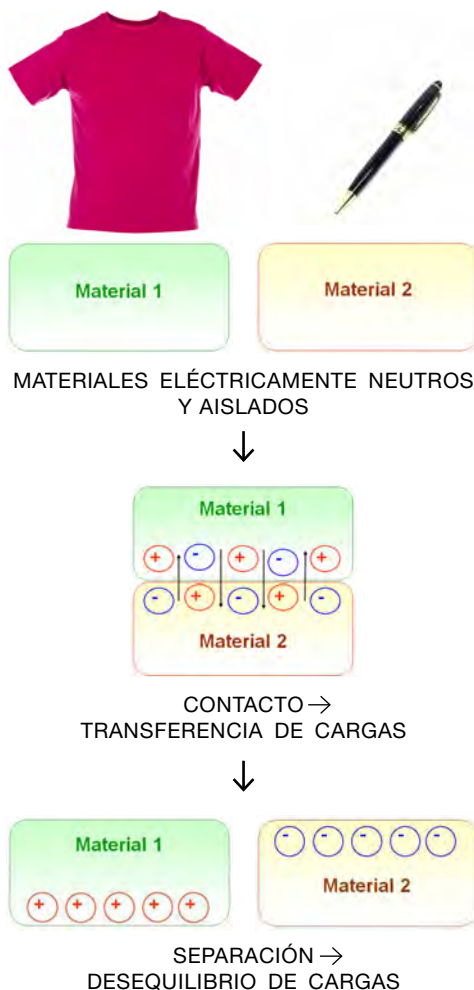 Material 1
Material 2
MATERIALES ELÉCTRICAMENTE NEUTROS
Y AISLADOS
↓
Material 1
+ - + - +
- + - + -
Material 2
CONTACTO →
TRANSFERENCIA DE CARGAS
↓
Material 1
+ + + + +
- - - - -
Material 2
SEPARACIÓN →
DESEQUILIBRIO DE CARGAS